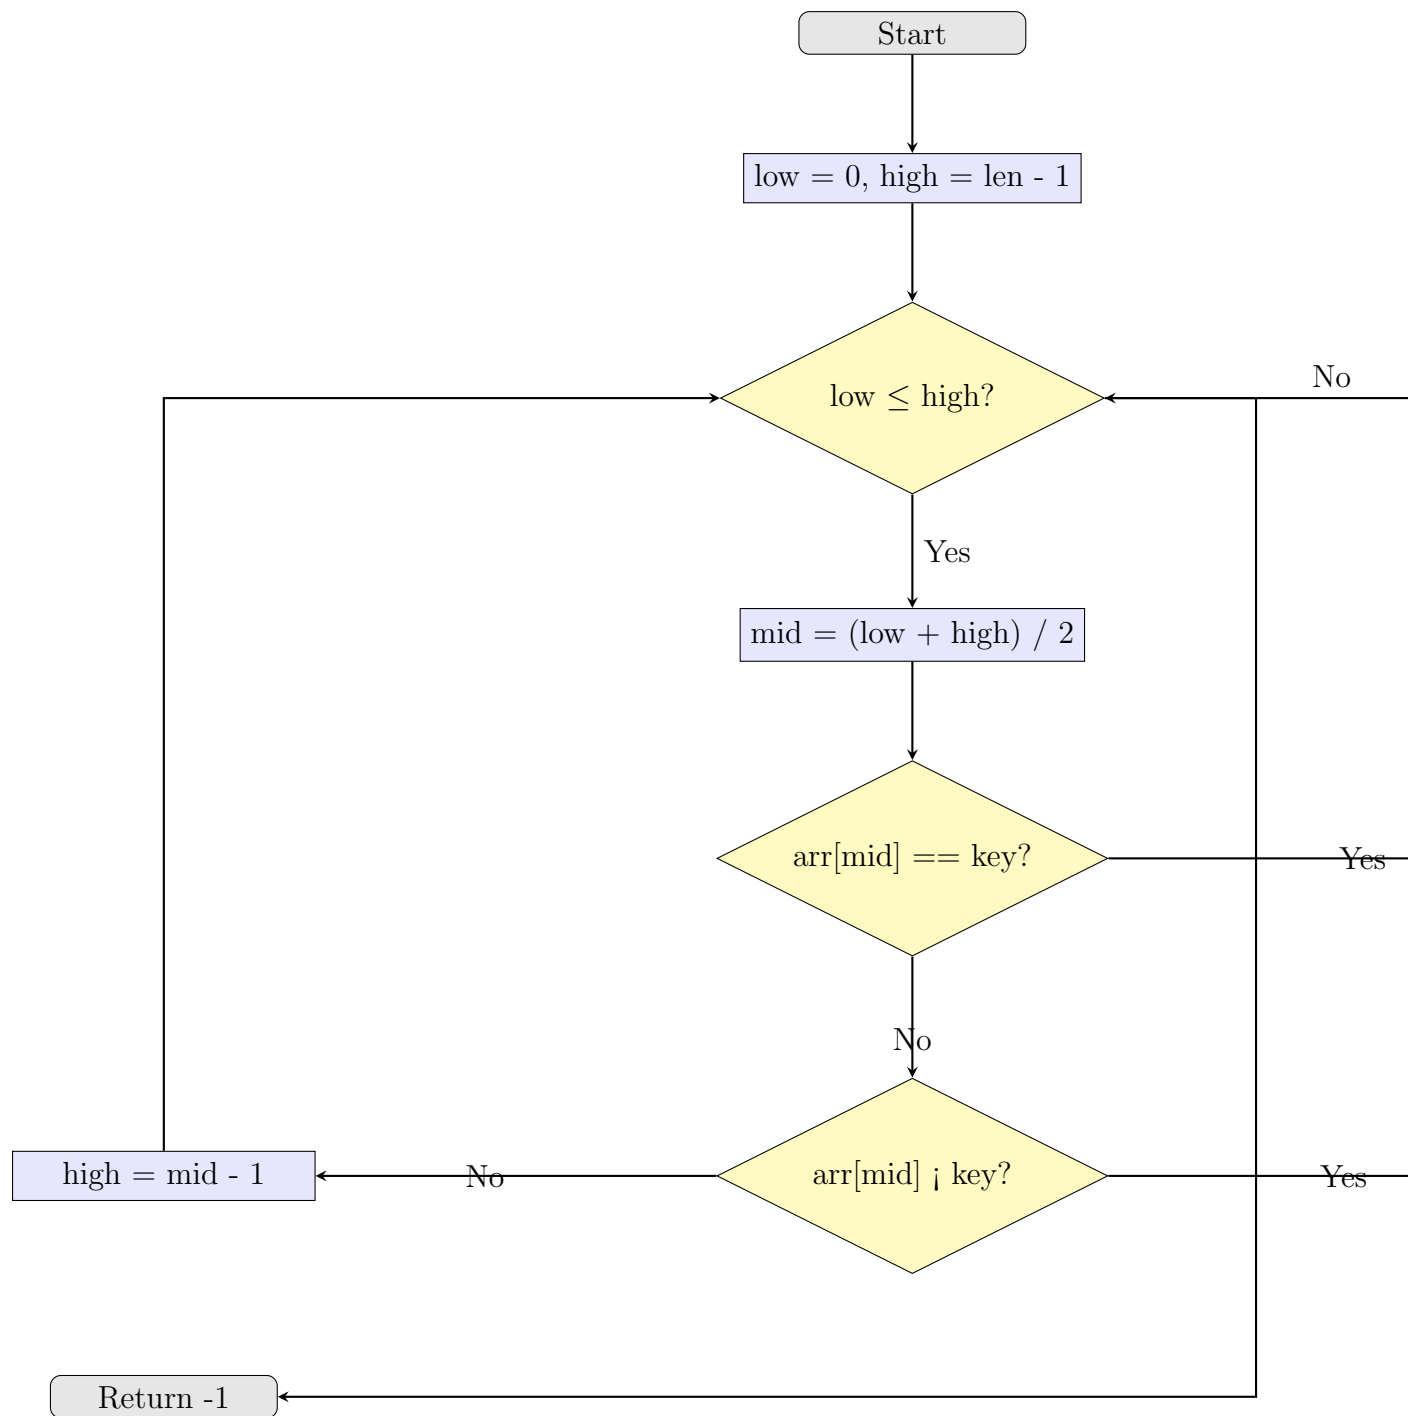 Start
low = 0, high = len - 1
low ≤ high?
No
Yes
mid = (low + high) / 2
arr[mid] == key?
Yes
No
high = mid - 1
No
arr[mid] ¡ key?
Yes
Return -1